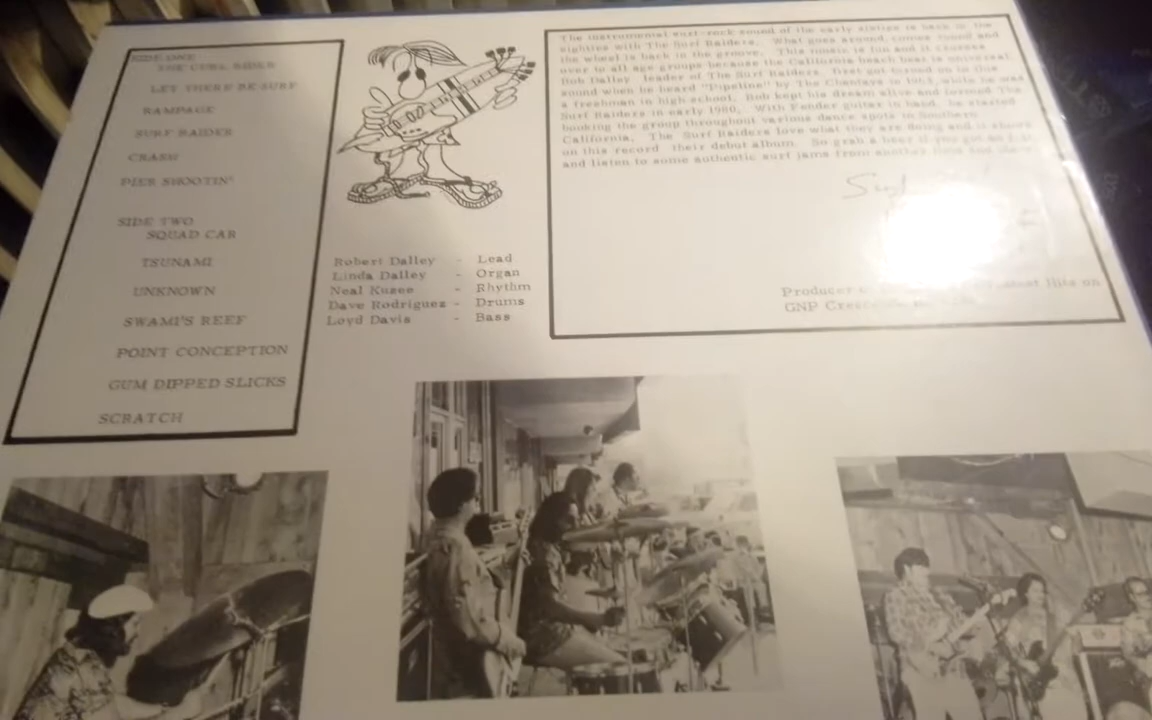 SIDE ONE
THE CURL RIDER
LET THERE BE SURF
RAMPAGE
SURF RAIDER
CRASH
PIER SHOOTIN'
SIDE TWO
SQUAD CAR
TSUNAMI
UNKNOWN
SWAMI'S REEF
POINT CONCEPTION
GUM DIPPED SLICKS
SCRATCH
Robert Dalley - Lead
Linda Dalley - Organ
Neal Kuzee - Rhythm
Dave Rodriguez - Drums
Loyd Davis - Bass
The instrumental surf-rock sound of the early sixties is back in the
eighties with The Surf Raiders. What goes around, comes round and
the wheel is back in the groove. This music is fun and it crosses
over to all age groups because the California beach beat is universal.
Bob Dalley leader of The Surf Raiders, first got turned on to the
sound when he heard "Pipeline" by The Chantays in 1963, while he was
a freshman in high school. Bob kept his dream alive and formed The
Surf Raiders in early 1980. With Fender guitar in hand, he started
booking the group throughout various dance spots in Southern
California. The Surf Raiders love what they are doing and it shows
on this record their debut album. So grab a beer if you got an I.D.
and listen to some authentic surf jams from another
Producer Hits on
GNP